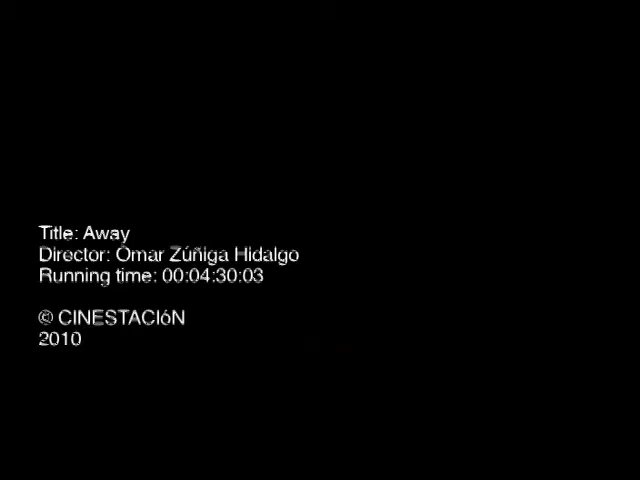 Title: Away
Director: Omar Zúñiga Hidalgo
Running time: 00:04:30:03
© CINESTACIóN
2010